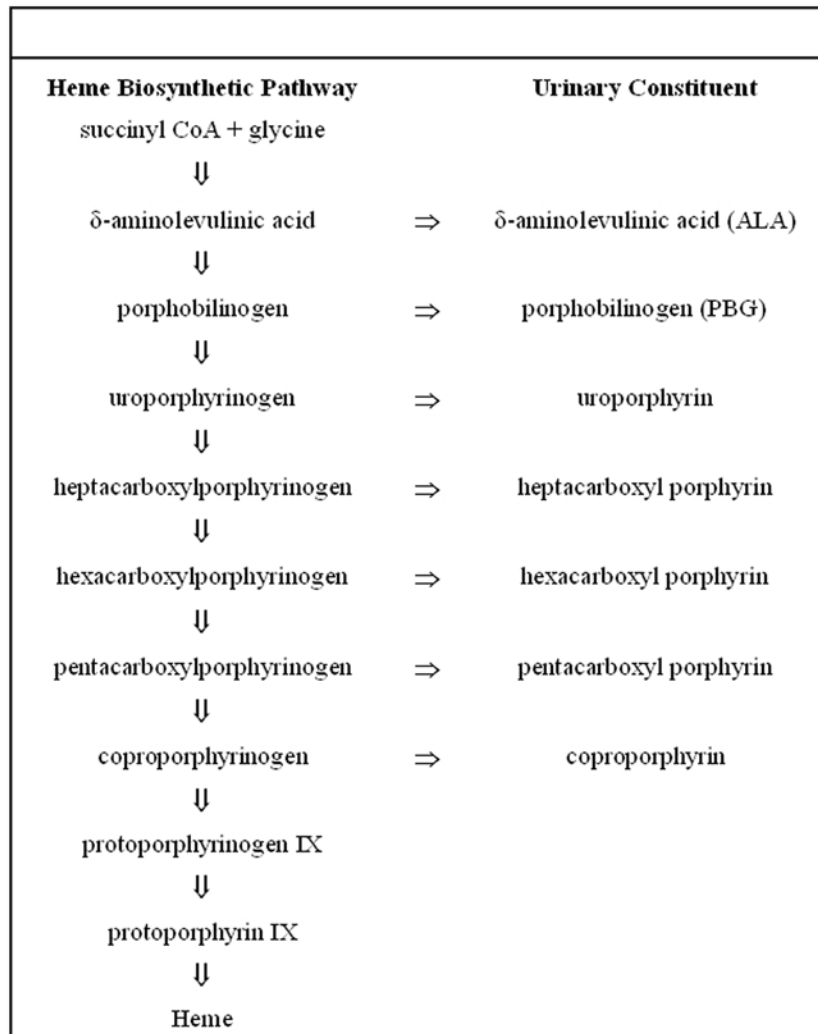 Heme Biosynthetic Pathway Urinary Constituent
succinyl CoA + glycine
⇓
δ-aminolevulinic acid ⇒ δ-aminolevulinic acid (ALA)
⇓
porphobilinogen ⇒ porphobilinogen (PBG)
⇓
uroporphyrinogen ⇒ uroporphyrin
⇓
heptacarboxylporphyrinogen ⇒ heptacarboxyl porphyrin
⇓
hexacarboxylporphyrinogen ⇒ hexacarboxyl porphyrin
⇓
pentacarboxylporphyrinogen ⇒ pentacarboxyl porphyrin
⇓
coproporphyrinogen ⇒ coproporphyrin
⇓
protoporphyrinogen IX
⇓
protoporphyrin IX
⇓
Heme